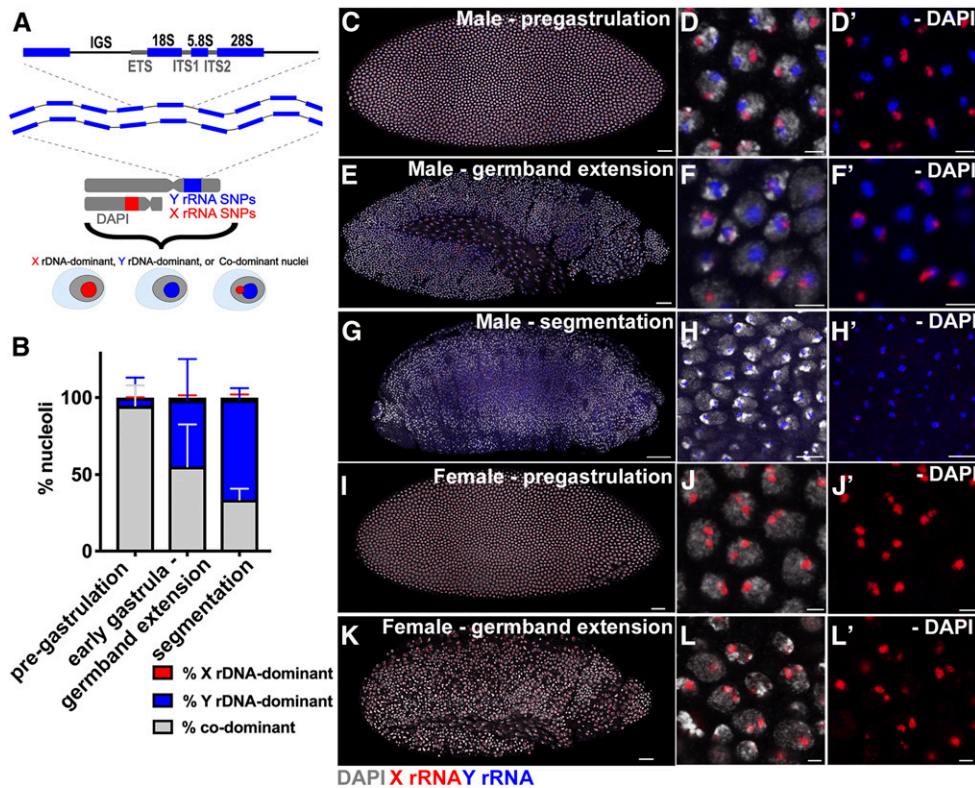 A
IGS
18S
5.8S
28S
ETS
ITS1
ITS2
Y rRNA SNPs
X rRNA SNPs
DAPI
X rDNA-dominant, Y rDNA-dominant, or Co-dominant nuclei
B
% nucleoli
100
50
0
pre-gastrulation
early gastrula -
germband extension
segmentation
% X rDNA-dominant
% Y rDNA-dominant
% co-dominant
C
Male - pregastrulation
D
D’
- DAPI
E
Male - germband extension
F
F’
- DAPI
G
Male - segmentation
H
H’
- DAPI
I
Female - pregastrulation
J
J’
- DAPI
K
Female - germband extension
L
L’
- DAPI
DAPI X rRNA Y rRNA